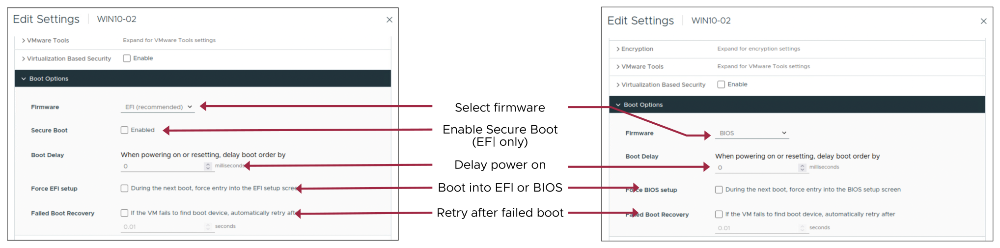 Edit Settings | WIN10-02
VMware Tools Expand for VMware Tools settings
Virtualization Based Security Enable
Boot Options
Firmware EFI (recommended)
Secure Boot Enabled
Boot Delay When powering on or resetting, delay boot order by
0 milliseconds
Force EFI setup During the next boot, force entry into the EFI setup scree
Failed Boot Recovery If the VM fails to find boot device, automatically retry afte
0.01 seconds
Select firmware
Enable Secure Boot
(EF| only)
Delay power on
Boot into EFI or BIOS
Retry after failed boot
Edit Settings | WIN10-02
Encryption Expand for encryption settings
VMware Tools Expand for VMware Tools settings
Virtualization Based Security Enable
Boot Options
Firmware BIOS
Boot Delay When powering on or resetting, delay boot order by
0 milliseconds
Force BIOS setup During the next boot, force entry into the BIOS setup screen
Failed Boot Recovery If the VM fails to find boot device, automatically retry after
0.01 seconds